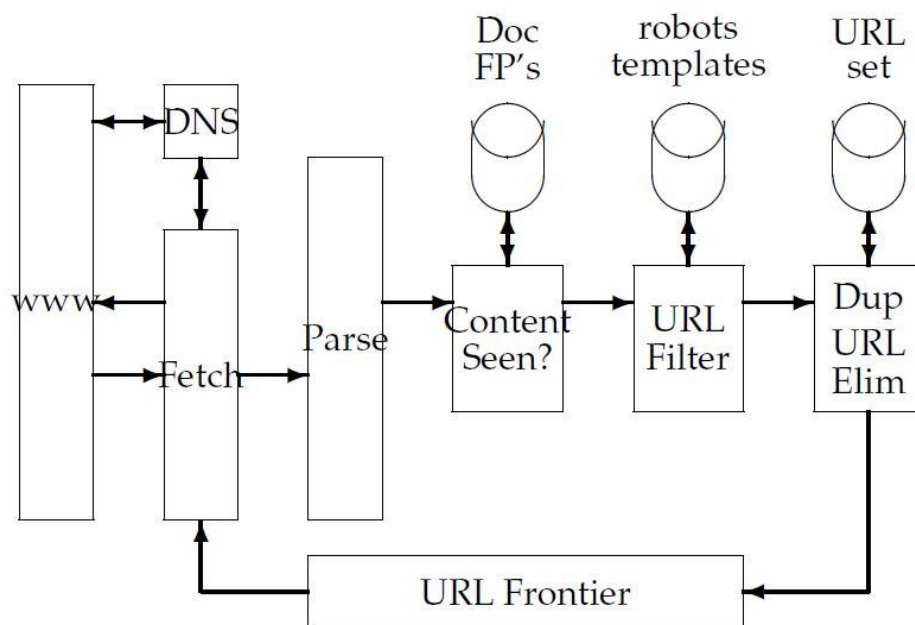 Doc
FP's
robots
templates
URL
set
DNS
www
Fetch
Parse
Content
Seen?
URL
Filter
Dup
URL
Elim
URL Frontier